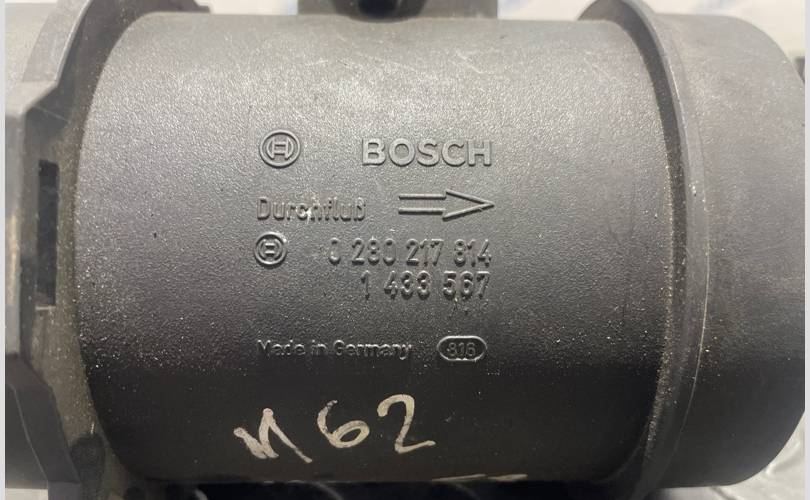 BOSCH
Durchfluß
0 280 217 814
1 433 567
Made in Germany 816
M62